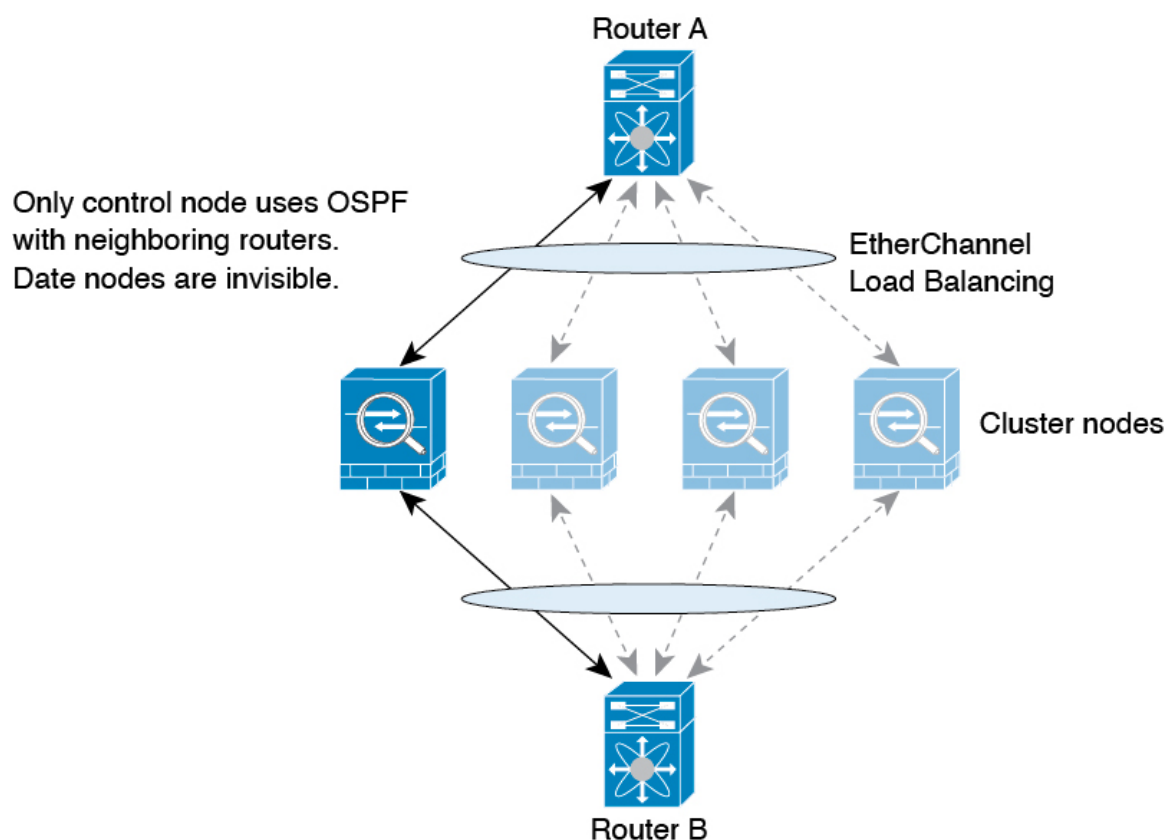 Router A
Only control node uses OSPF
with neighboring routers.
Date nodes are invisible.
EtherChannel
Load Balancing
Cluster nodes
Router B